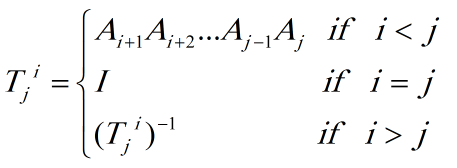 A_{i+1}A_{i+2}...A_{j-1}A_j if i < j
T_j^i = { I if i = j
(T_j^i)^{-1} if i > j